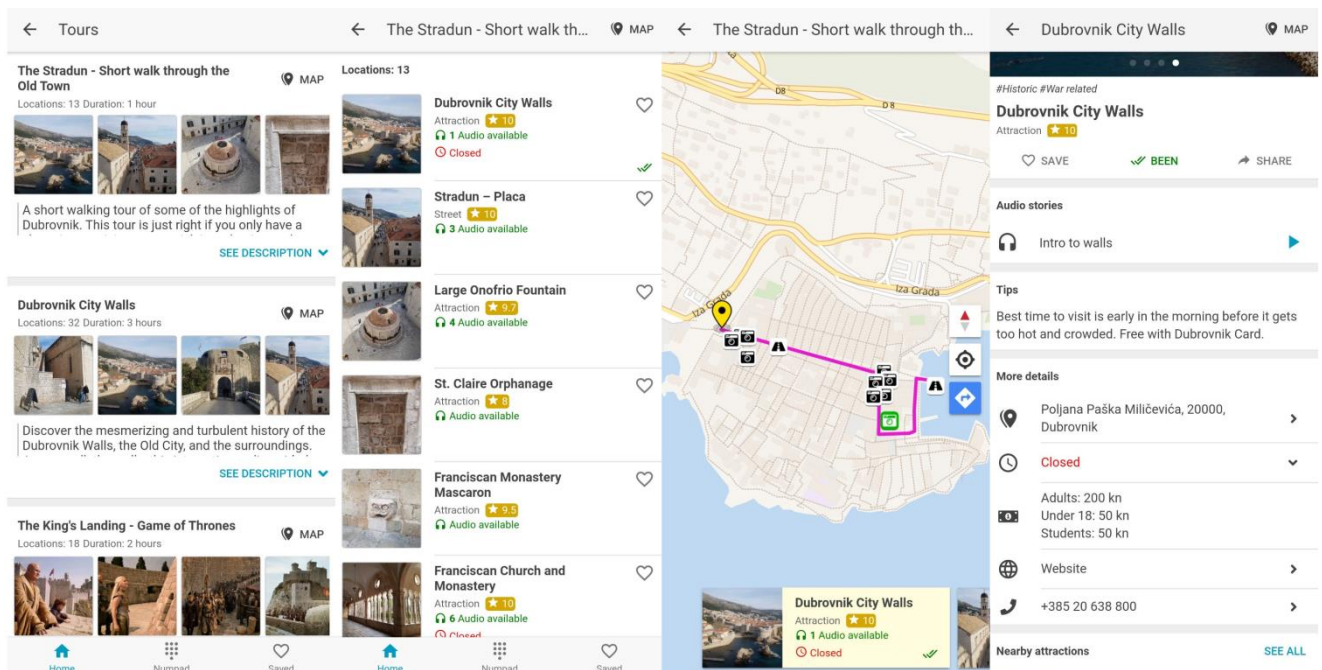 Tours
The Stradun - Short walk through the
Old Town
MAP
Locations: 13 Duration: 1 hour
A short walking tour of some of the highlights of
Dubrovnik. This tour is just right if you only have a
SEE DESCRIPTION
Dubrovnik City Walls
MAP
Locations: 32 Duration: 3 hours
Discover the mesmerizing and turbulent history of the
Dubrovnik Walls, the Old City, and the surroundings.
SEE DESCRIPTION
The King's Landing - Game of Thrones
MAP
Locations: 18 Duration: 2 hours
Home
Numpad
Saved
The Stradun - Short walk th...
MAP
Locations: 13
Dubrovnik City Walls
Attraction ★ 10
1 Audio available
Closed
Stradun – Placa
Street ★ 10
3 Audio available
Large Onofrio Fountain
Attraction ★ 9.7
4 Audio available
St. Claire Orphanage
Attraction ★ 8
Audio available
Franciscan Monastery
Mascaron
Attraction ★ 9.5
Audio available
Franciscan Church and
Monastery
Attraction ★ 10
6 Audio available
Closed
Home
Numpad
Saved
The Stradun - Short walk through th...
D8
D 8
Iza Grada
Iza Grada
Dubrovnik City Walls
Attraction ★ 10
1 Audio available
Closed
Dubrovnik City Walls
MAP
#Historic #War related
Dubrovnik City Walls
Attraction ★ 10
SAVE
BEEN
SHARE
Audio stories
Intro to walls
Tips
Best time to visit is early in the morning before it gets
too hot and crowded. Free with Dubrovnik Card.
More details
Poljana Paška Miličevića, 20000,
Dubrovnik
Closed
Adults: 200 kn
Under 18: 50 kn
Students: 50 kn
Website
+385 20 638 800
Nearby attractions
SEE ALL